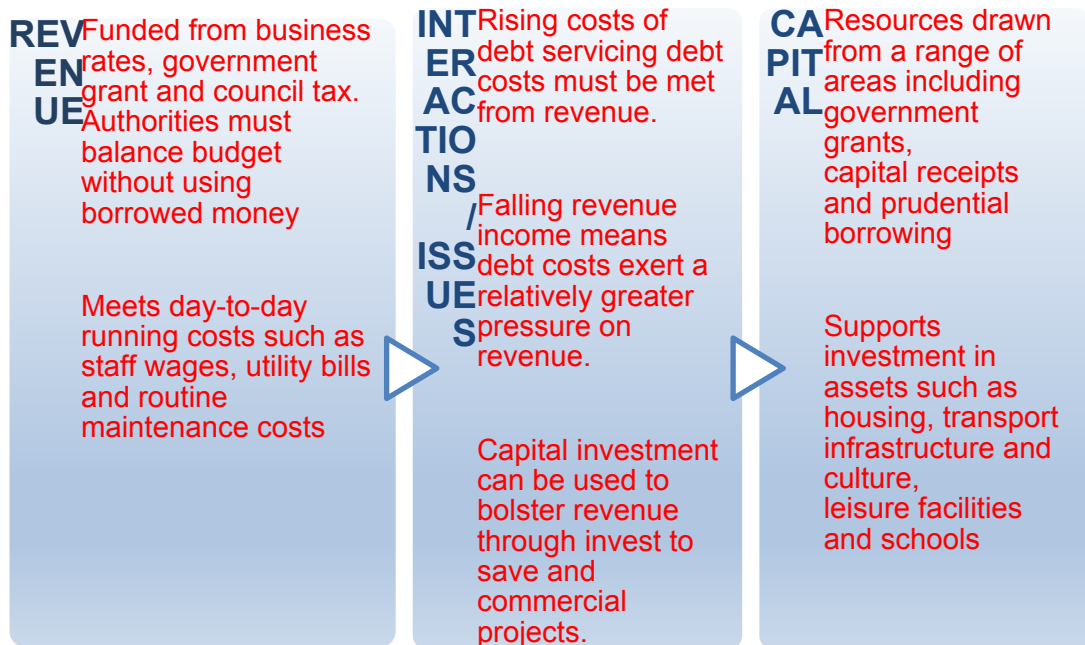 REV
EN
UE
Funded from business
rates, government
grant and council tax.
Authorities must
balance budget
without using
borrowed money
Meets day-to-day
running costs such as
staff wages, utility bills
and routine
maintenance costs
INT
ER
AC
TIO
NS
/
ISS
UE
S
Rising costs of
debt servicing debt
costs must be met
from revenue.
Falling revenue
income means
debt costs exert a
relatively greater
pressure on
revenue.
Capital investment
can be used to
bolster revenue
through invest to
save and
commercial
projects.
CA
PIT
AL
Resources drawn
from a range of
areas including
government
grants,
capital receipts
and prudential
borrowing
Supports
investment in
assets such as
housing, transport
infrastructure and
culture,
leisure facilities
and schools